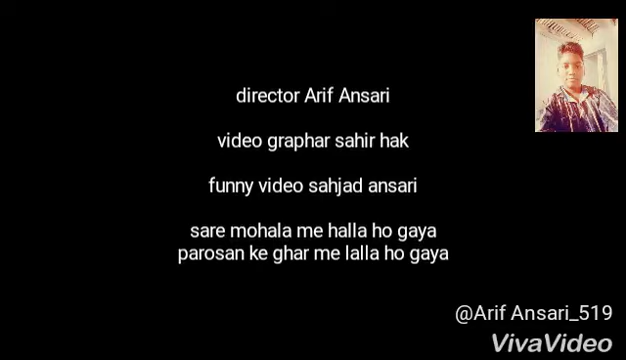 director Arif Ansari
video graphar sahir hak
funny video sahjad ansari
sare mohala me halla ho gaya
parosan ke ghar me lalla ho gaya
@Arif Ansari_519
VivaVideo